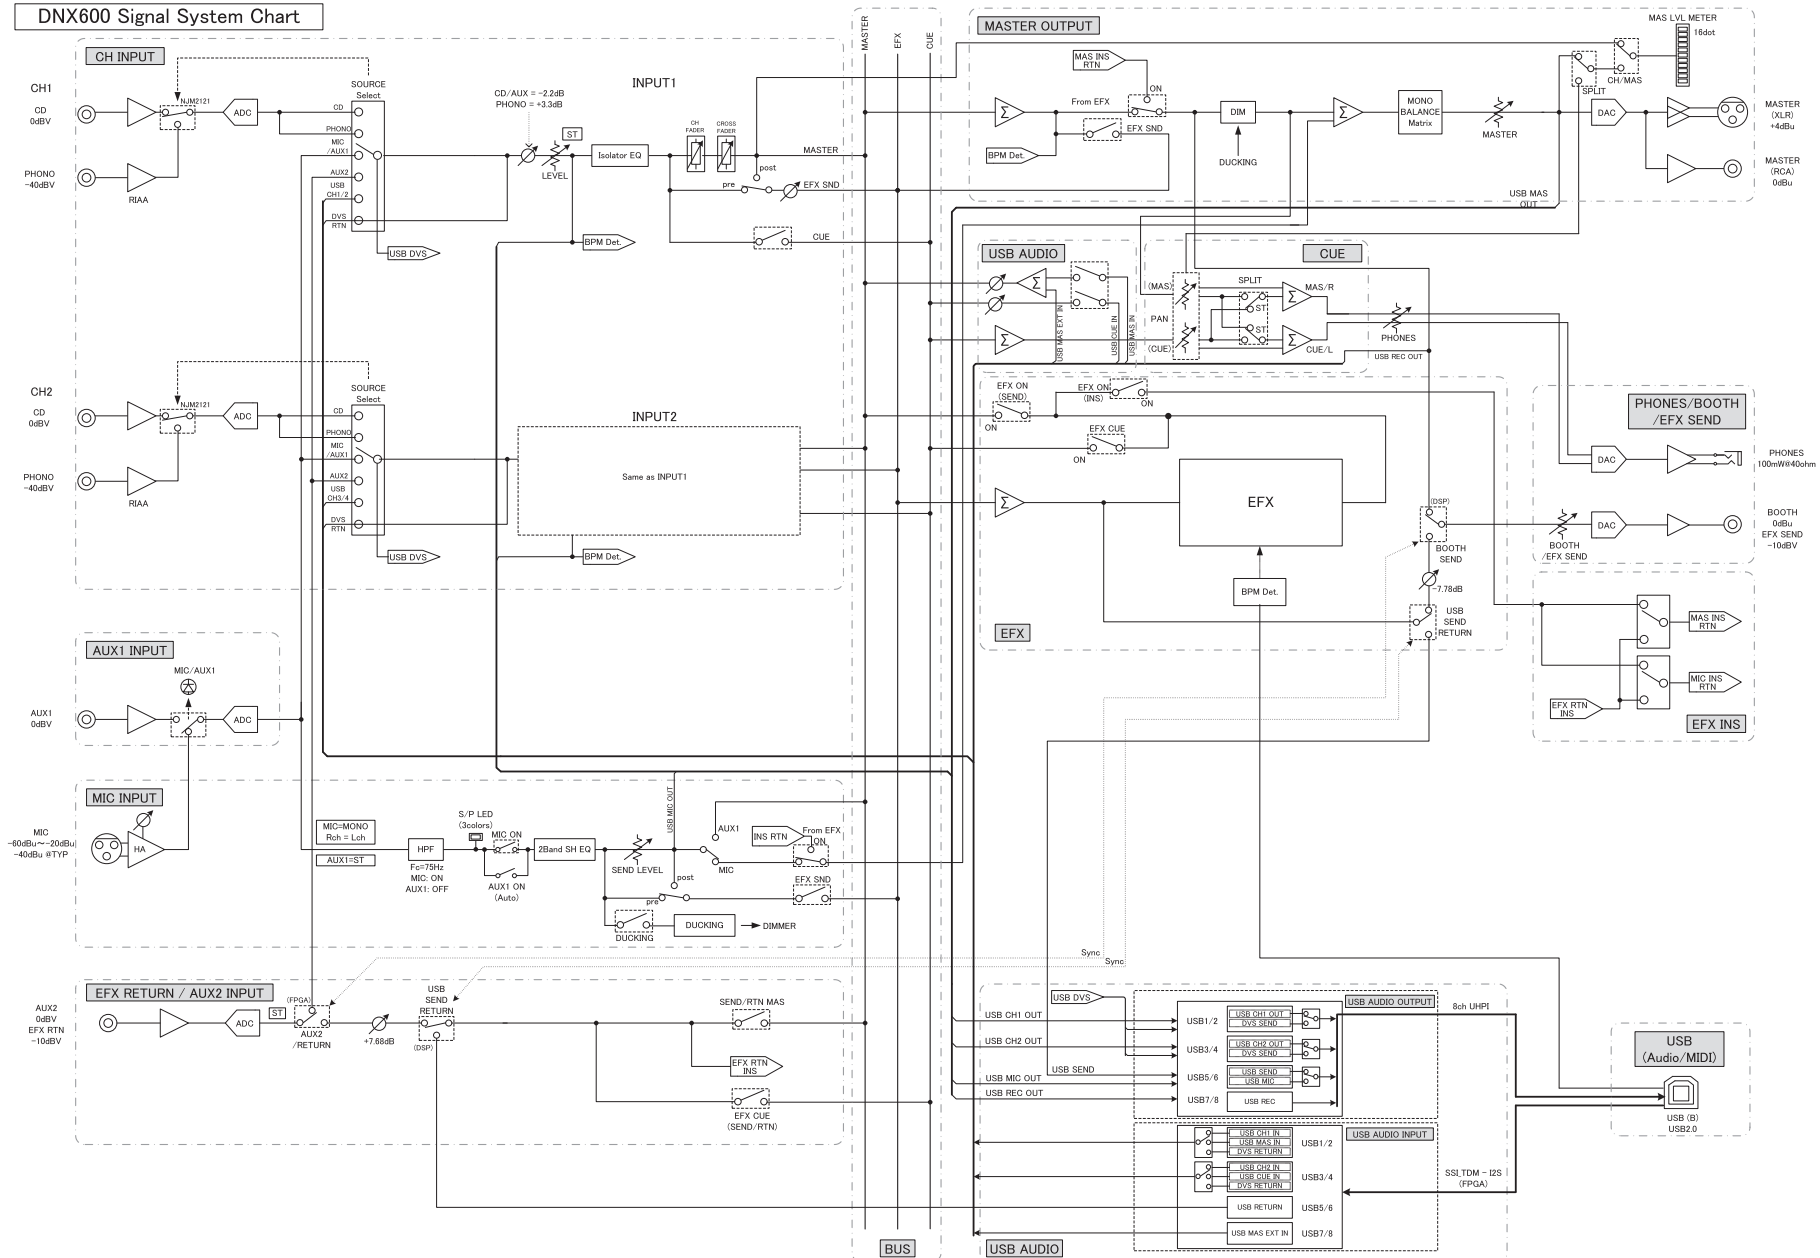 DNX600 Signal System Chart
CH INPUT
CH1
CD
0dBV
NJM2121
ADC
PHONO
-40dBV
RIAA
SOURCE
Select
CD
PHONO
MIC
/AUX1
AUX2
USB
CH1/2
DVS
RTN
USB DVS
CD/AUX = -2.2dB
PHONO = +3.3dB
INPUT1
ST
LEVEL
Isolator EQ
CH
FADER
CROSS
FADER
MASTER
post
pre
EFX SND
BPM Det.
CUE
CH2
CD
0dBV
NJM2121
ADC
PHONO
-40dBV
RIAA
SOURCE
Select
CD
PHONO
MIC
/AUX1
AUX2
USB
CH3/4
DVS
RTN
USB DVS
INPUT2
Same as INPUT1
BPM Det.
AUX1 INPUT
MIC/AUX1
AUX1
0dBV
ADC
MIC INPUT
MIC
-60dBu~-20dBu
-40dBu @TYP
HA
MIC=MONO
Rch = Lch
AUX1=ST
HPF
Fc=75Hz
MIC: ON
AUX1: OFF
S/P LED
(3colors)
MIC ON
AUX1 ON
(Auto)
2Band SH EQ
SEND LEVEL
USB MIC OUT
AUX1
MIC
INS RTN
From EFX
ON
post
pre
EFX SND
DUCKING
DUCKING
DIMMER
EFX RETURN / AUX2 INPUT
AUX2
0dBV
EFX RTN
-10dBV
ADC
ST
(FPGA)
AUX2
/RETURN
+7.68dB
USB
SEND
RETURN
(DSP)
SEND/RTN MAS
EFX RTN
INS
EFX CUE
(SEND/RTN)
MASTER
EFX
CUE
BUS
MASTER OUTPUT
MAS INS
RTN
ON
From EFX
EFX SND
BPM Det.
DIM
DUCKING
MONO
BALANCE
Matrix
MASTER
MAS LVL METER
16dot
CH/MAS
SPLIT
DAC
MASTER
(XLR)
+4dBu
MASTER
(RCA)
0dBu
USB MAS
OUT
USB AUDIO
USB MAS EXT IN
USB CUE IN
USB MAS IN
CUE
(MAS)
PAN
(CUE)
SPLIT
ST
ST
MAS/R
CUE/L
PHONES
USB REC OUT
EFX ON
(SEND)
ON
EFX ON
(INS)
ON
EFX CUE
ON
EFX
BPM Det.
(DSP)
BOOTH
SEND
-7.78dB
USB
SEND
RETURN
EFX
PHONES/BOOTH
/EFX SEND
DAC
PHONES
100mW@40ohm
BOOTH
/EFX SEND
DAC
BOOTH
0dBu
EFX SEND
-10dBV
MAS INS
RTN
MIC INS
RTN
EFX RTN
INS
EFX INS
Sync
Sync
USB DVS
USB AUDIO OUTPUT
USB CH1 OUT
USB1/2
USB CH1 OUT
DVS SEND
USB CH2 OUT
USB3/4
USB CH2 OUT
DVS SEND
USB SEND
USB MIC OUT
USB5/6
USB SEND
USB MIC
USB REC OUT
USB7/8
USB REC
8ch UHPI
USB AUDIO INPUT
USB CH1 IN
USB MAS IN
DVS RETURN
USB1/2
USB CH2 IN
USB CUE IN
DVS RETURN
USB3/4
USB RETURN
USB5/6
USB MAS EXT IN
USB7/8
SSI_TDM - I2S
(FPGA)
USB
(Audio/MIDI)
USB (B)
USB2.0
USB AUDIO